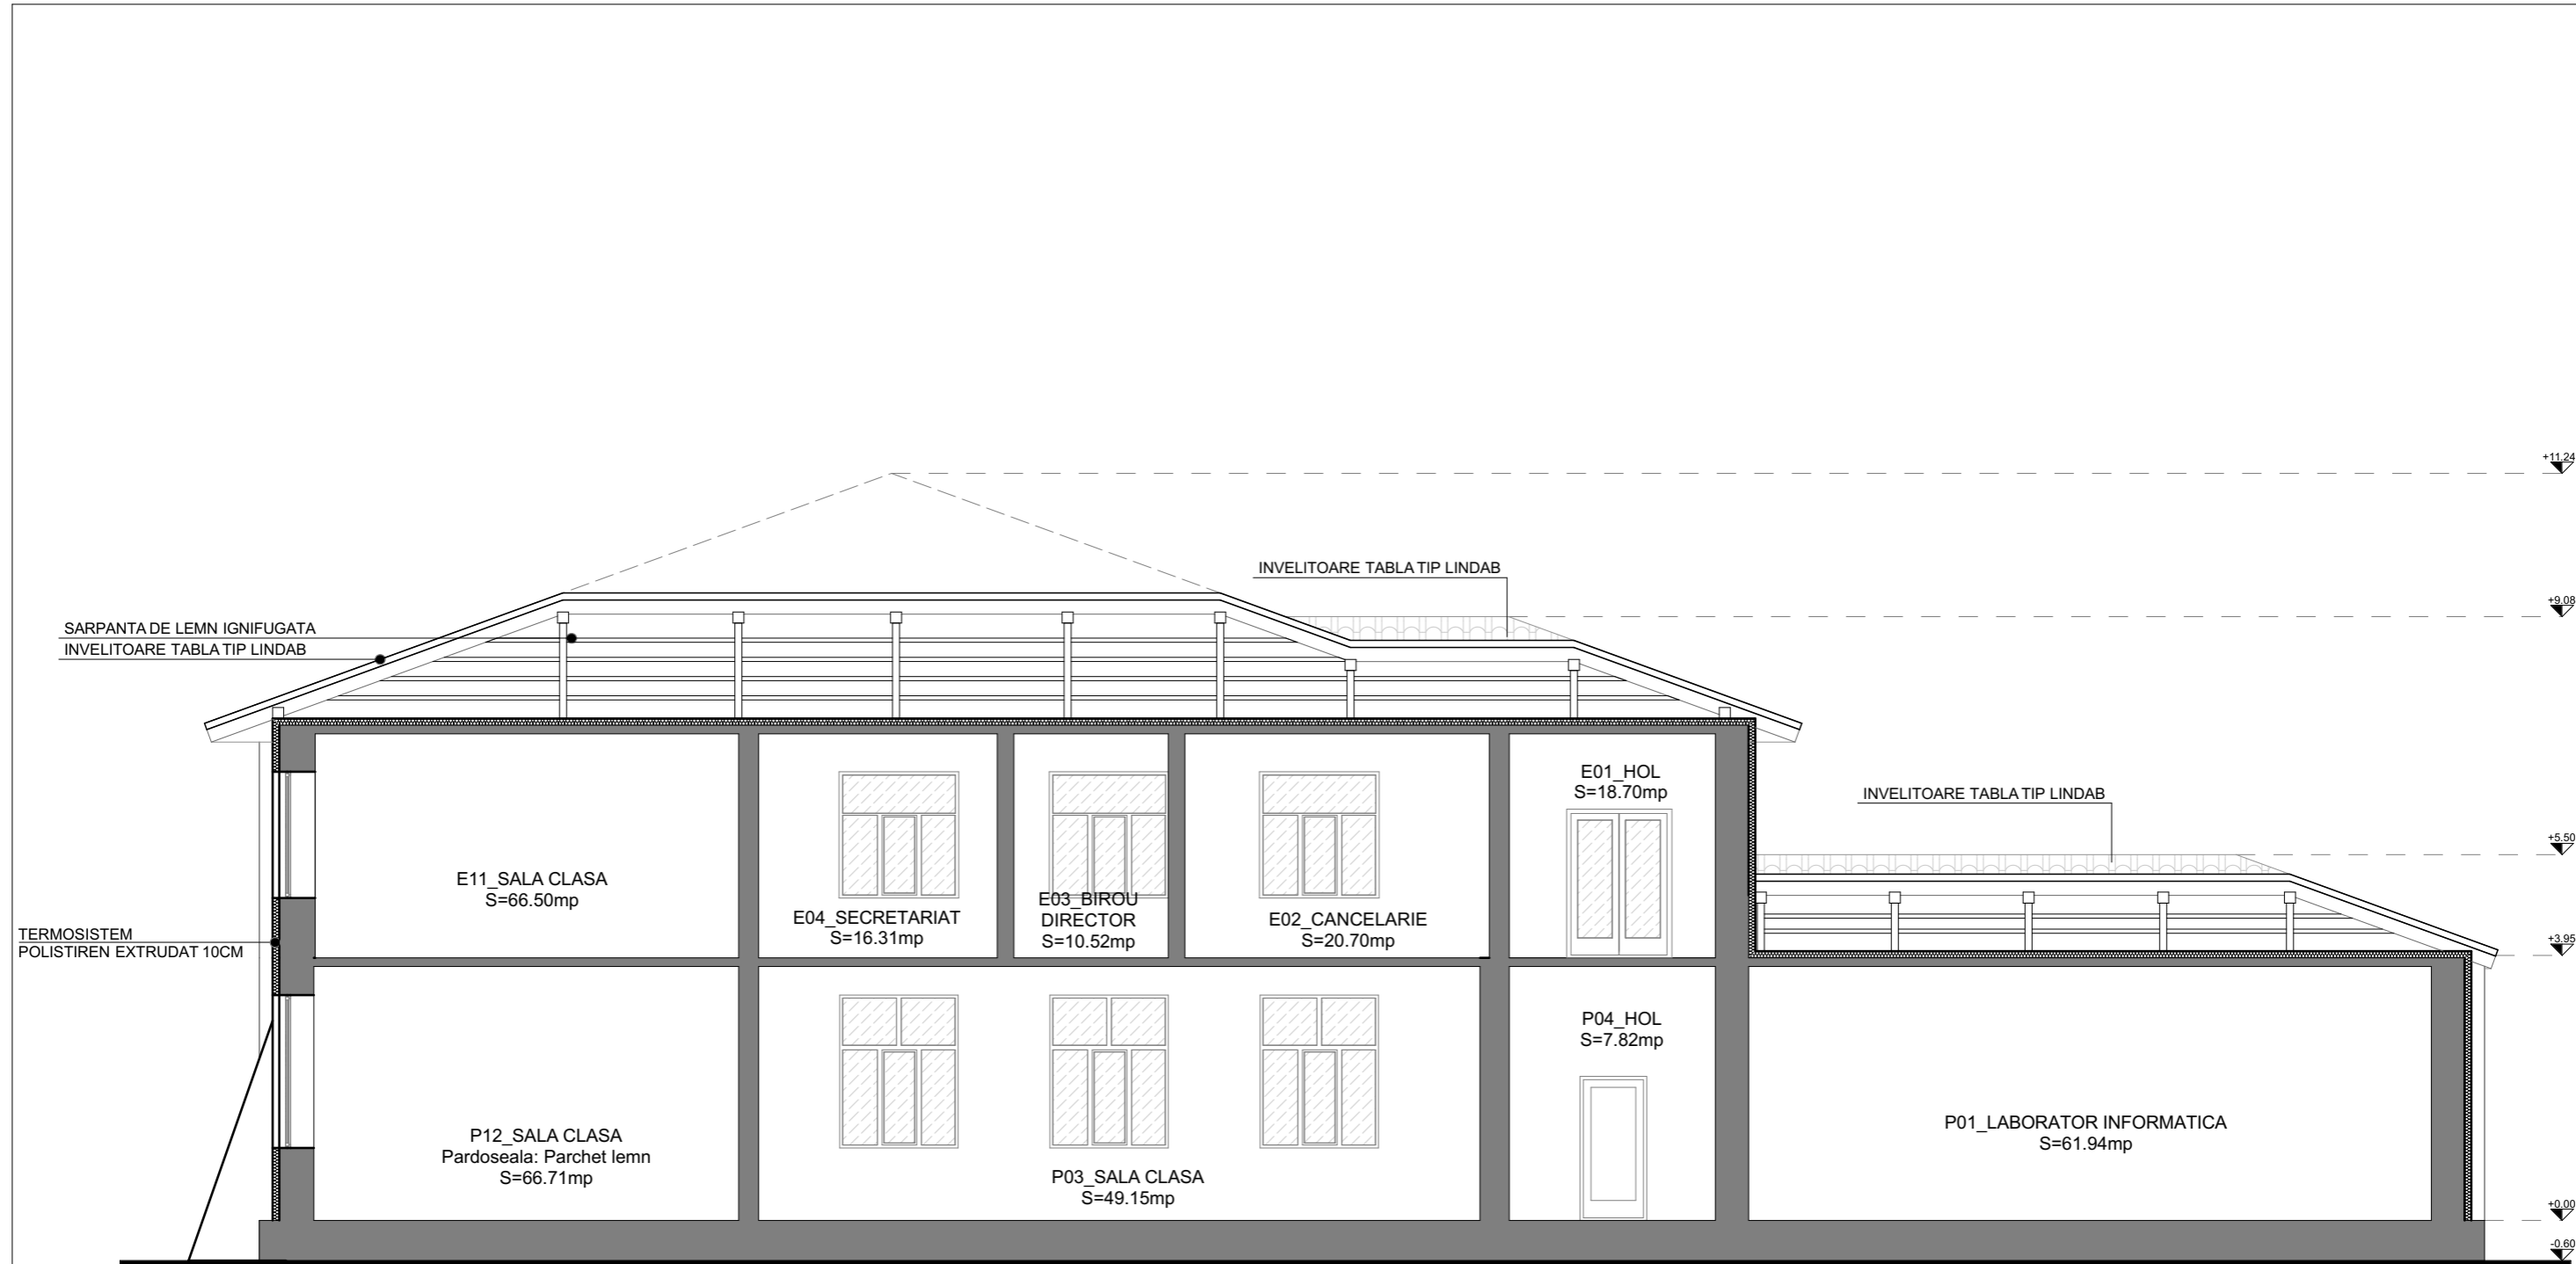 +11.24
INVELITOARE TABLA TIP LINDAB
+9.08
SARPANTA DE LEMN IGNIFUGATA
INVELITOARE TABLA TIP LINDAB
E01_HOL
S=18.70mp
INVELITOARE TABLA TIP LINDAB
+5.50
E11_SALA CLASA
S=66.50mp
E04_SECRETARIAT
S=16.31mp
E03_BIROU
DIRECTOR
S=10.52mp
E02_CANCELARIE
S=20.70mp
TERMOSISTEM
POLISTIREN EXTRUDAT 10CM
+3.95
P04_HOL
S=7.82mp
P12_SALA CLASA
Pardoseala: Parchet lemn
S=66.71mp
P03_SALA CLASA
S=49.15mp
P01_LABORATOR INFORMATICA
S=61.94mp
+0.00
-0.60